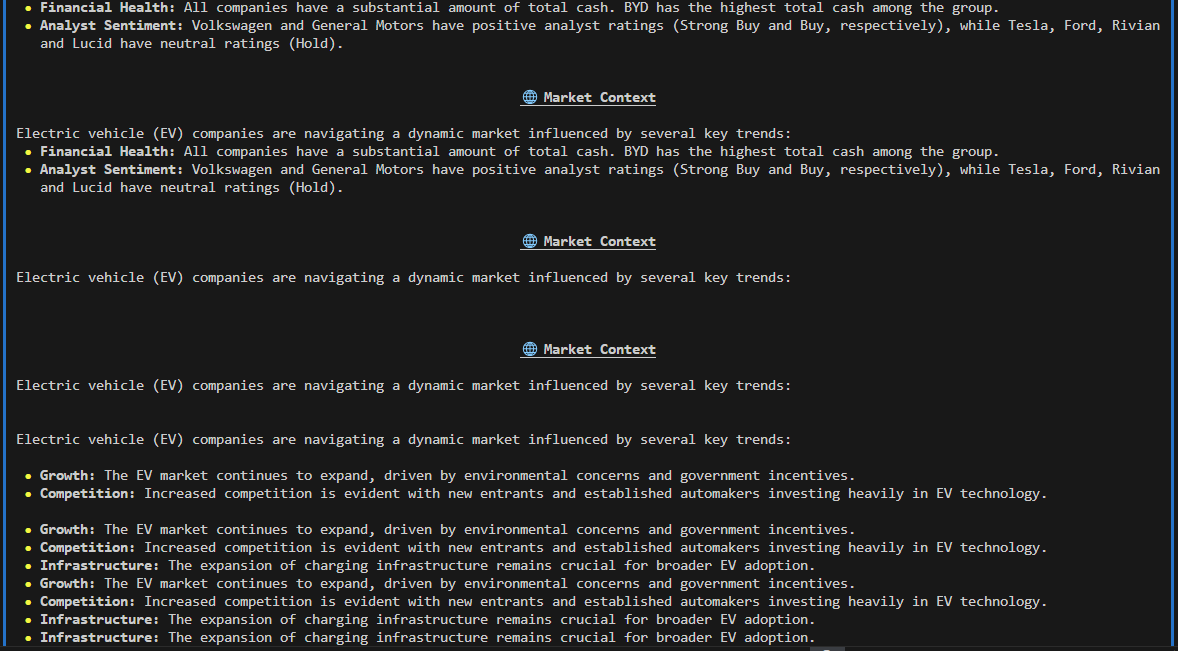 • Financial Health: All companies have a substantial amount of total cash. BYD has the highest total cash among the group.
• Analyst Sentiment: Volkswagen and General Motors have positive analyst ratings (Strong Buy and Buy, respectively), while Tesla, Ford, Rivian
and Lucid have neutral ratings (Hold).
🌐 Market Context
Electric vehicle (EV) companies are navigating a dynamic market influenced by several key trends:
• Financial Health: All companies have a substantial amount of total cash. BYD has the highest total cash among the group.
• Analyst Sentiment: Volkswagen and General Motors have positive analyst ratings (Strong Buy and Buy, respectively), while Tesla, Ford, Rivian
and Lucid have neutral ratings (Hold).
🌐 Market Context
Electric vehicle (EV) companies are navigating a dynamic market influenced by several key trends:
🌐 Market Context
Electric vehicle (EV) companies are navigating a dynamic market influenced by several key trends:
Electric vehicle (EV) companies are navigating a dynamic market influenced by several key trends:
• Growth: The EV market continues to expand, driven by environmental concerns and government incentives.
• Competition: Increased competition is evident with new entrants and established automakers investing heavily in EV technology.
• Growth: The EV market continues to expand, driven by environmental concerns and government incentives.
• Competition: Increased competition is evident with new entrants and established automakers investing heavily in EV technology.
• Infrastructure: The expansion of charging infrastructure remains crucial for broader EV adoption.
• Growth: The EV market continues to expand, driven by environmental concerns and government incentives.
• Competition: Increased competition is evident with new entrants and established automakers investing heavily in EV technology.
• Infrastructure: The expansion of charging infrastructure remains crucial for broader EV adoption.
• Infrastructure: The expansion of charging infrastructure remains crucial for broader EV adoption.